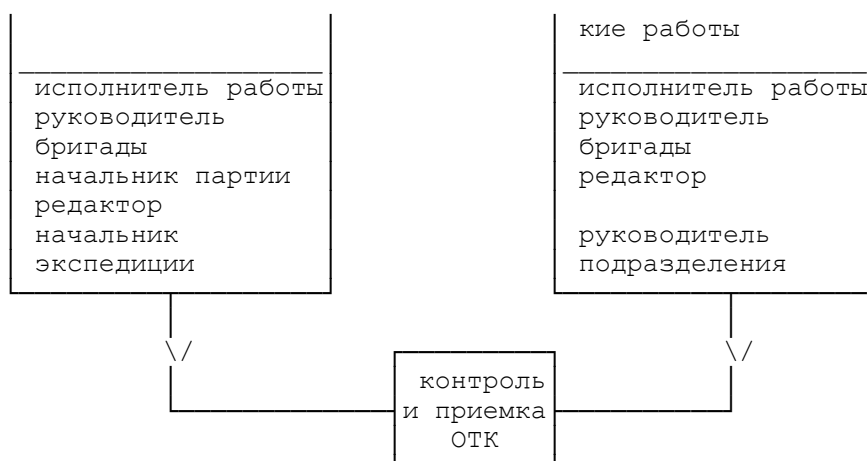 кие работы
исполнитель работы
руководитель
бригады
начальник партии
редактор
начальник
экспедиции
исполнитель работы
руководитель
бригады
редактор
руководитель
подразделения
\/
\/
контроль
и приемка
ОТК